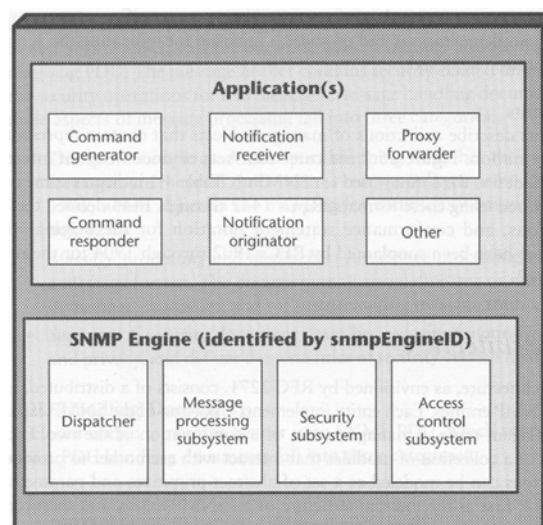 Application(s)
Command generator
Notification receiver
Proxy forwarder
Command responder
Notification originator
Other
SNMP Engine (identified by snmpEngineID)
Dispatcher
Message processing subsystem
Security subsystem
Access control subsystem